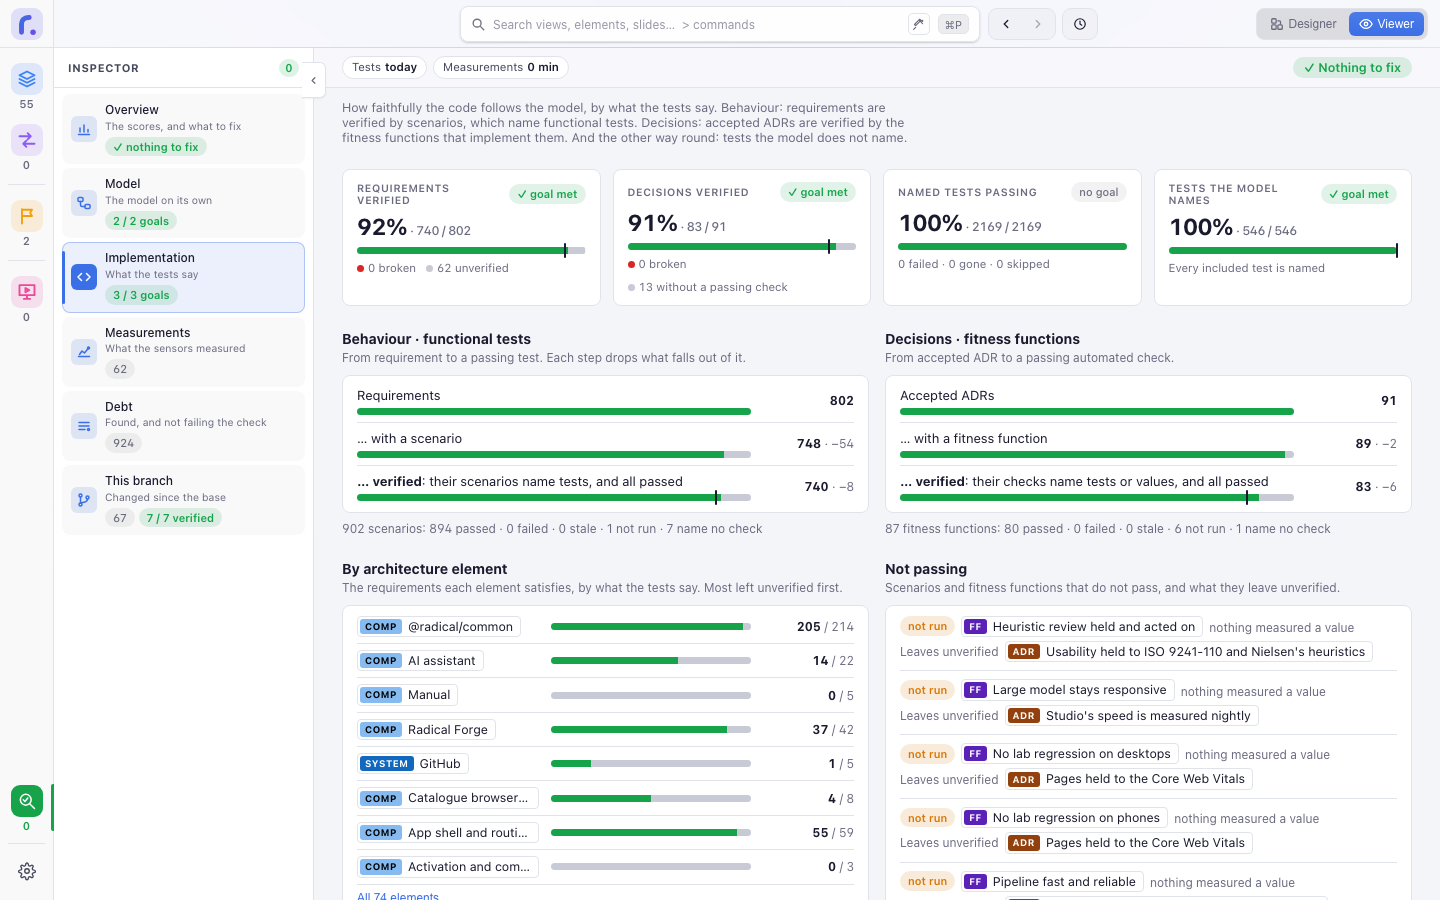 Search views, elements, slides... > commands
⌘P
Designer
Viewer
55
0
2
0
0
INSPECTOR
0
Overview
The scores, and what to fix
✓ nothing to fix
Model
The model on its own
2 / 2 goals
Implementation
What the tests say
3 / 3 goals
Measurements
What the sensors measured
62
Debt
Found, and not failing the check
924
This branch
Changed since the base
67
7 / 7 verified
Tests today
Measurements 0 min
✓ Nothing to fix
How faithfully the code follows the model, by what the tests say. Behaviour: requirements are
verified by scenarios, which name functional tests. Decisions: accepted ADRs are verified by the
fitness functions that implement them. And the other way round: tests the model does not name.
REQUIREMENTS
VERIFIED
✓ goal met
92% · 740 / 802
0 broken
62 unverified
DECISIONS VERIFIED
✓ goal met
91% · 83 / 91
0 broken
13 without a passing check
NAMED TESTS PASSING
no goal
100% · 2169 / 2169
0 failed · 0 gone · 0 skipped
TESTS THE MODEL
NAMES
✓ goal met
100% · 546 / 546
Every included test is named
Behaviour · functional tests
From requirement to a passing test. Each step drops what falls out of it.
Requirements
802
... with a scenario
748 · −54
... verified: their scenarios name tests, and all passed
740 · −8
902 scenarios: 894 passed · 0 failed · 0 stale · 1 not run · 7 name no check
Decisions · fitness functions
From accepted ADR to a passing automated check.
Accepted ADRs
91
... with a fitness function
89 · −2
... verified: their checks name tests or values, and all passed
83 · −6
87 fitness functions: 80 passed · 0 failed · 0 stale · 6 not run · 1 name no check
By architecture element
The requirements each element satisfies, by what the tests say. Most left unverified first.
COMP @radical/common
205 / 214
COMP AI assistant
14 / 22
COMP Manual
0 / 5
COMP Radical Forge
37 / 42
SYSTEM GitHub
1 / 5
COMP Catalogue browser...
4 / 8
COMP App shell and routi...
55 / 59
COMP Activation and com...
0 / 3
All 74 elements
Not passing
Scenarios and fitness functions that do not pass, and what they leave unverified.
not run FF Heuristic review held and acted on nothing measured a value
Leaves unverified ADR Usability held to ISO 9241-110 and Nielsen's heuristics
not run FF Large model stays responsive nothing measured a value
Leaves unverified ADR Studio's speed is measured nightly
not run FF No lab regression on desktops nothing measured a value
Leaves unverified ADR Pages held to the Core Web Vitals
not run FF No lab regression on phones nothing measured a value
Leaves unverified ADR Pages held to the Core Web Vitals
not run FF Pipeline fast and reliable nothing measured a value